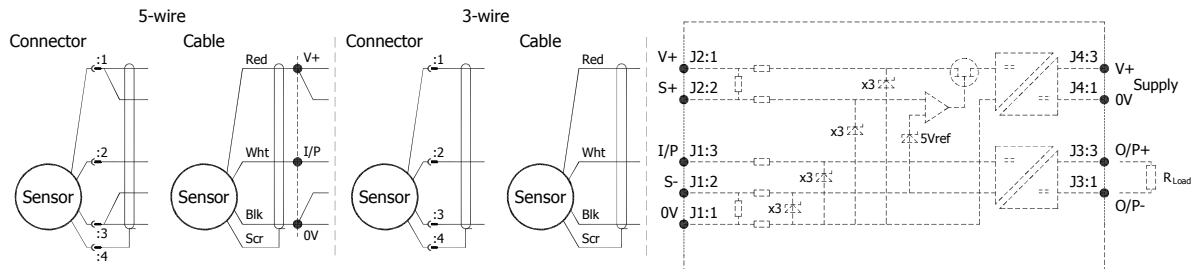 5-wire
Connector
Cable
:1
:2
:3
:4
Sensor
Red
Wht
Blk
Scr
Sensor
V+
I/P
0V
3-wire
Connector
Cable
:1
:2
:3
:4
Sensor
Red
Wht
Blk
Scr
Sensor
V+ J2:1
S+ J2:2
I/P J1:3
S- J1:2
0V J1:1
x3
x3
x3
x3
5Vref
J4:3 V+
Supply
J4:1 0V
J3:3 O/P+
J3:1 O/P-
RLoad